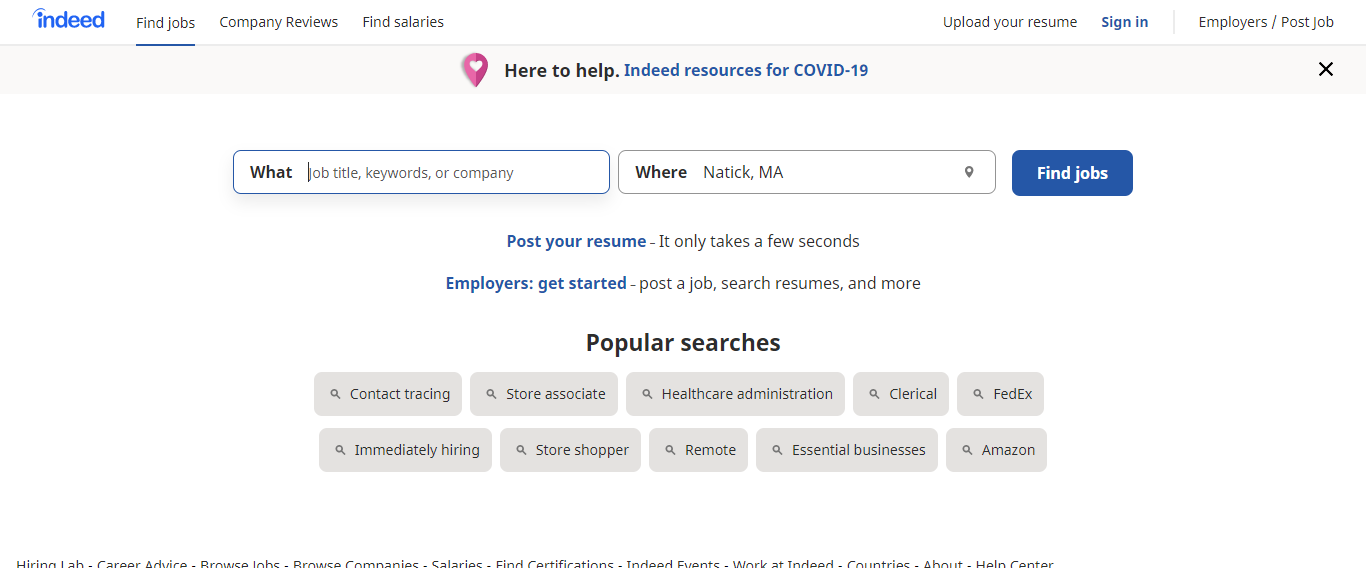 indeed Find jobs Company Reviews Find salaries Upload your resume Sign in Employers / Post Job
Here to help. Indeed resources for COVID-19
What Job title, keywords, or company Where Natick, MA Find jobs
Post your resume - It only takes a few seconds
Employers: get started - post a job, search resumes, and more
Popular searches
Contact tracing Store associate Healthcare administration Clerical FedEx
Immediately hiring Store shopper Remote Essential businesses Amazon
Hiring Lab - Career Advice - Browse Jobs - Browse Companies - Salaries - Find Certifications - Indeed Events - Work at Indeed - Countries - About - Help Center